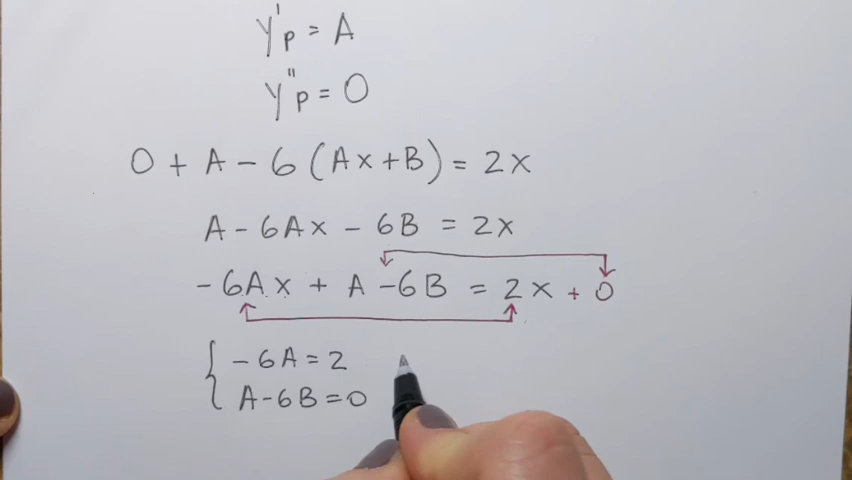 y'p = A
y"p = 0
0 + A - 6 (Ax + B) = 2x
A - 6Ax - 6B = 2x
-6Ax + A - 6B = 2x + 0
{ -6A = 2
A - 6B = 0